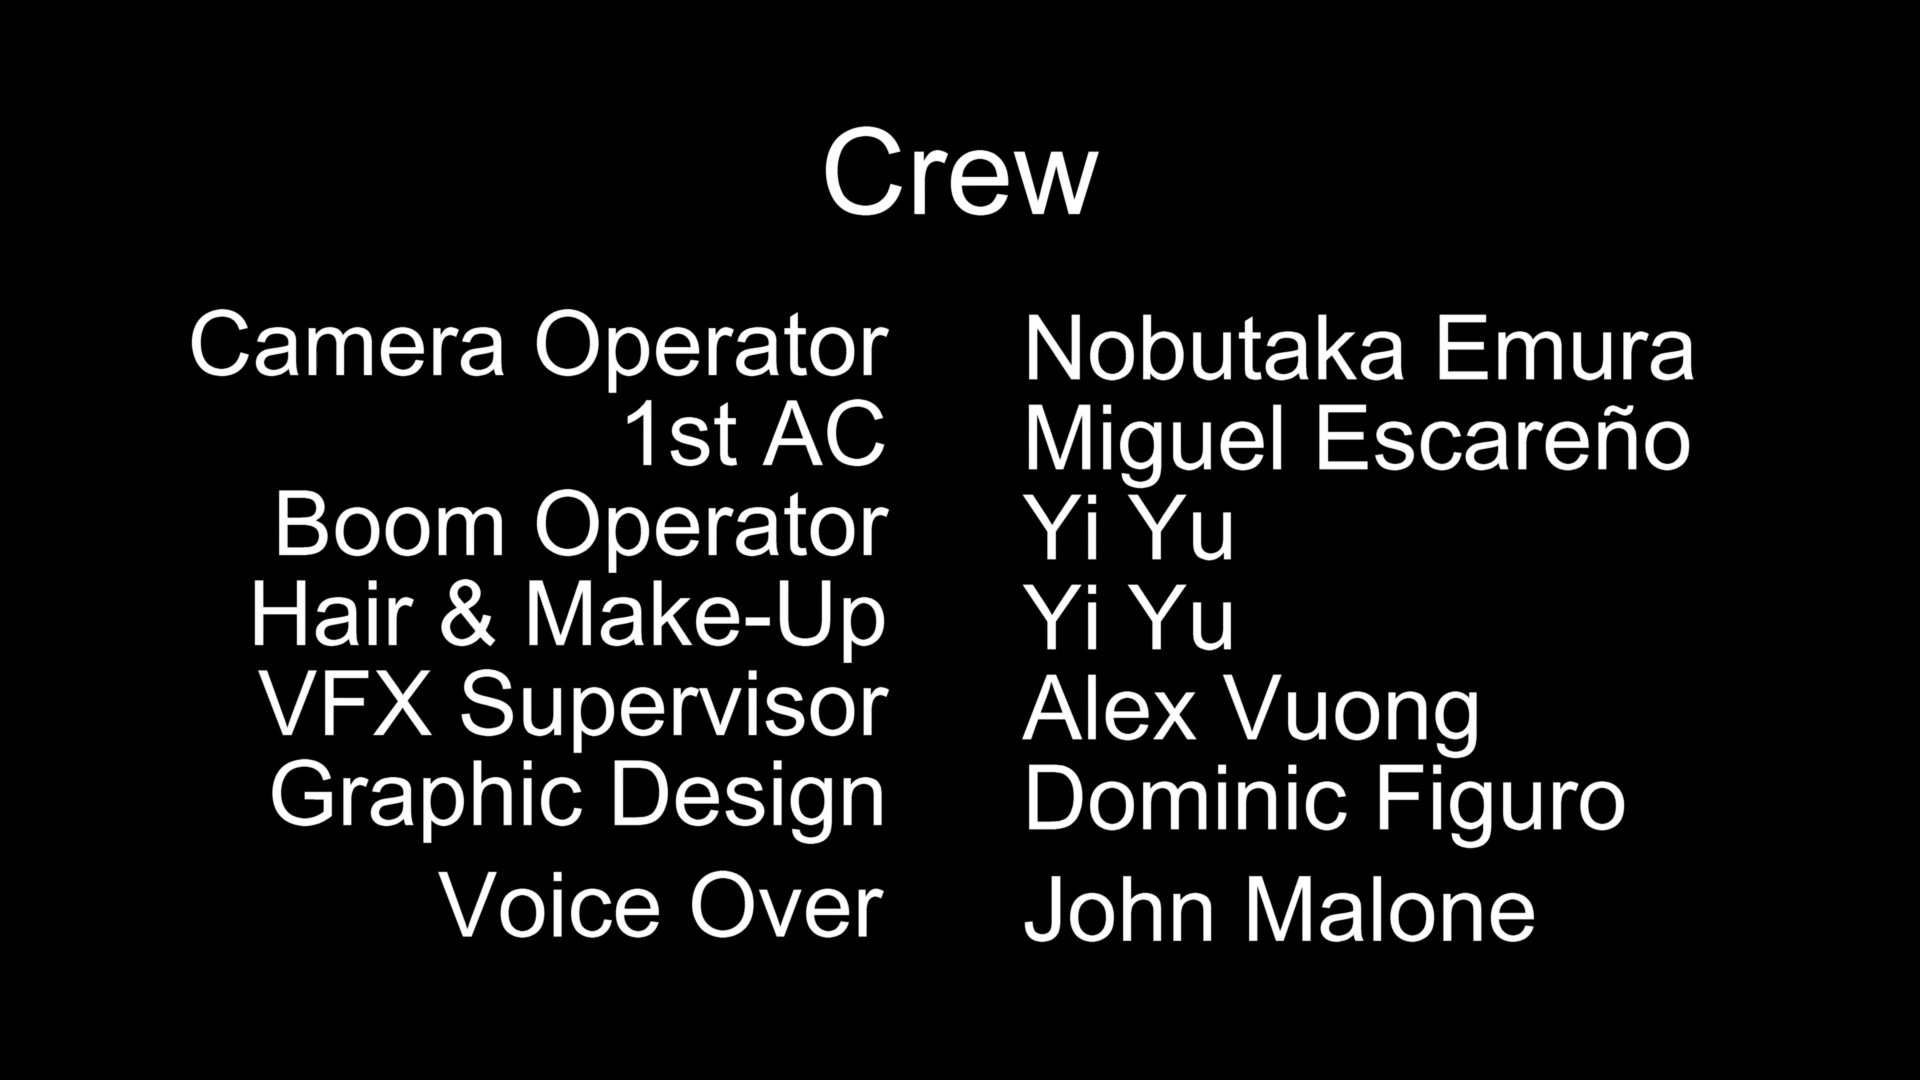 Crew
Camera Operator Nobutaka Emura
1st AC Miguel Escareño
Boom Operator Yi Yu
Hair & Make-Up Yi Yu
VFX Supervisor Alex Vuong
Graphic Design Dominic Figuro
Voice Over John Malone